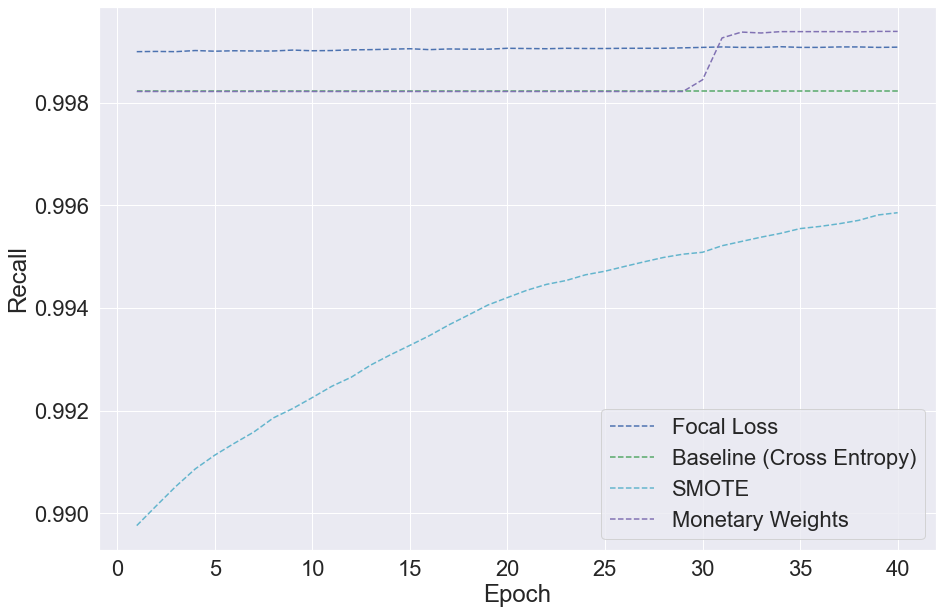 0.998
0.996
0.994
0.992
0.990
Recall
Focal Loss
Baseline (Cross Entropy)
SMOTE
Monetary Weights
0 5 10 15 20 25 30 35 40
Epoch